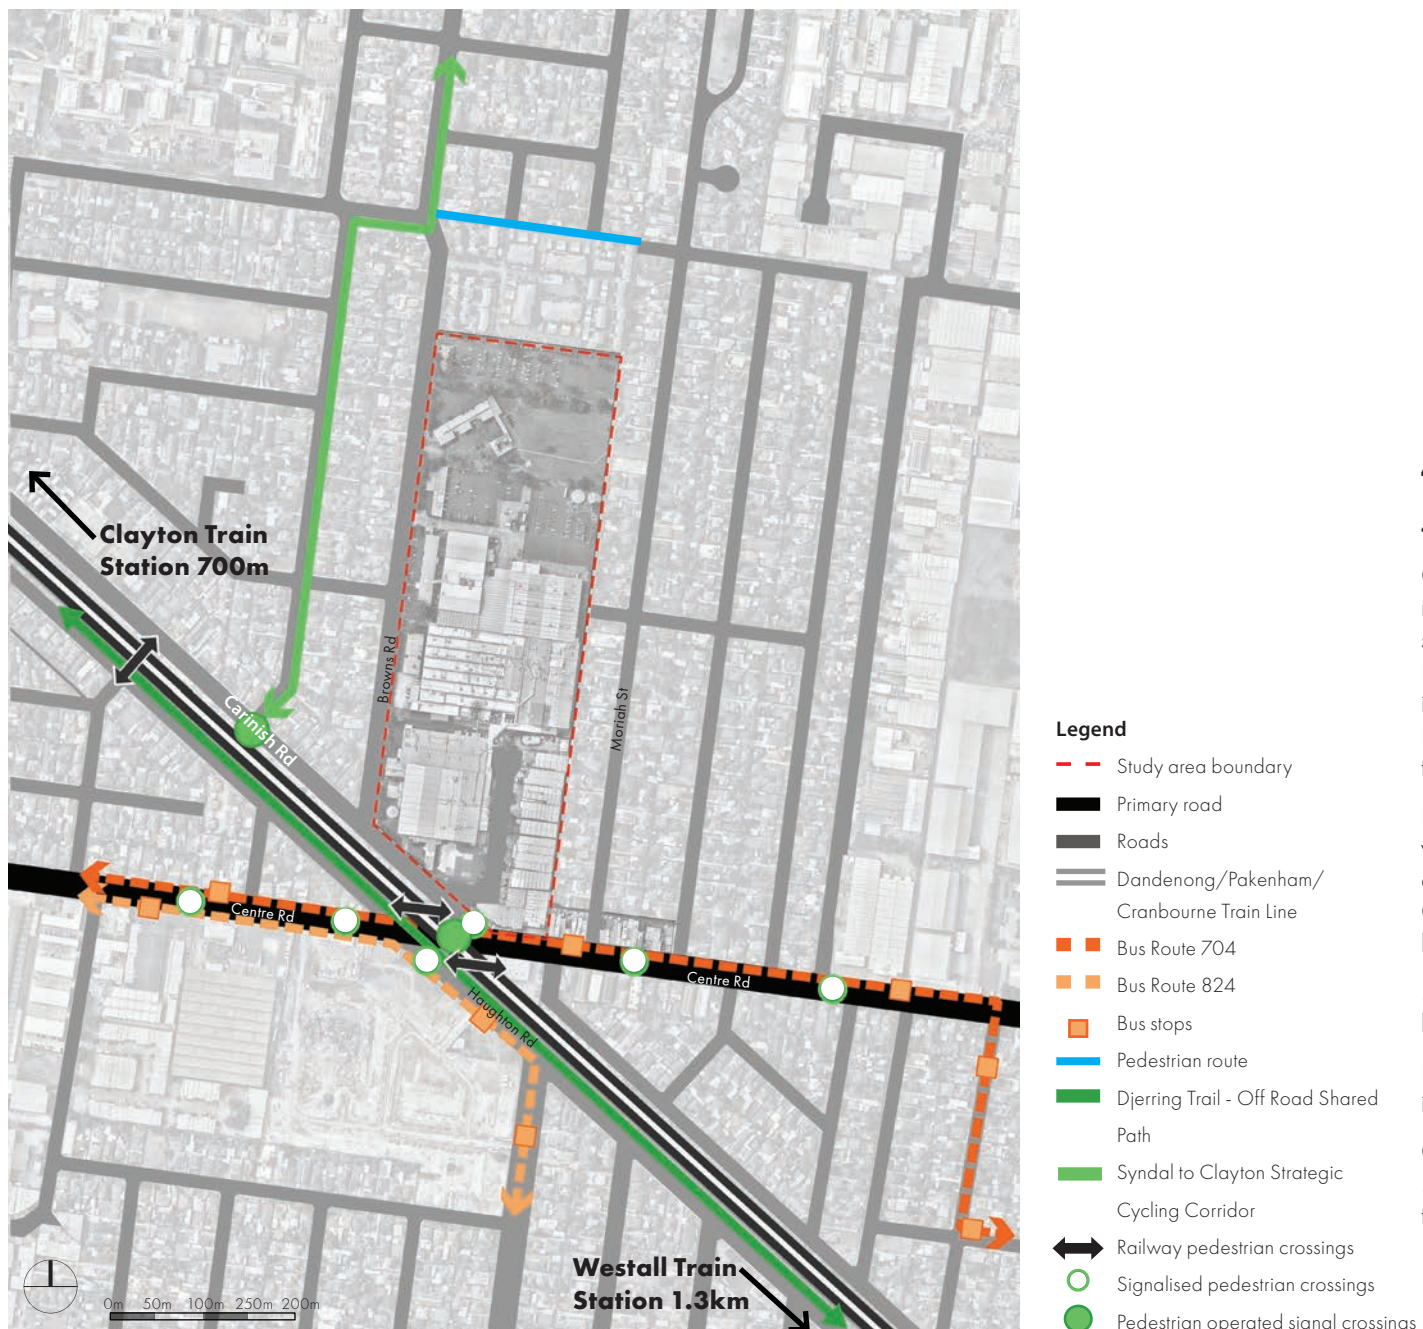 Clayton Train
Station 700m
Carinish Rd
Browns Rd
Moriah St
Centre Rd
Centre Rd
Haughton Rd
Westall Train
Station 1.3km
0m 50m 100m 250m 200m
Legend
Study area boundary
Primary road
Roads
Dandenong/Pakenham/
Cranbourne Train Line
Bus Route 704
Bus Route 824
Bus stops
Pedestrian route
Djerring Trail - Off Road Shared
Path
Syndal to Clayton Strategic
Cycling Corridor
Railway pedestrian crossings
Signalised pedestrian crossings
Pedestrian operated signal crossings